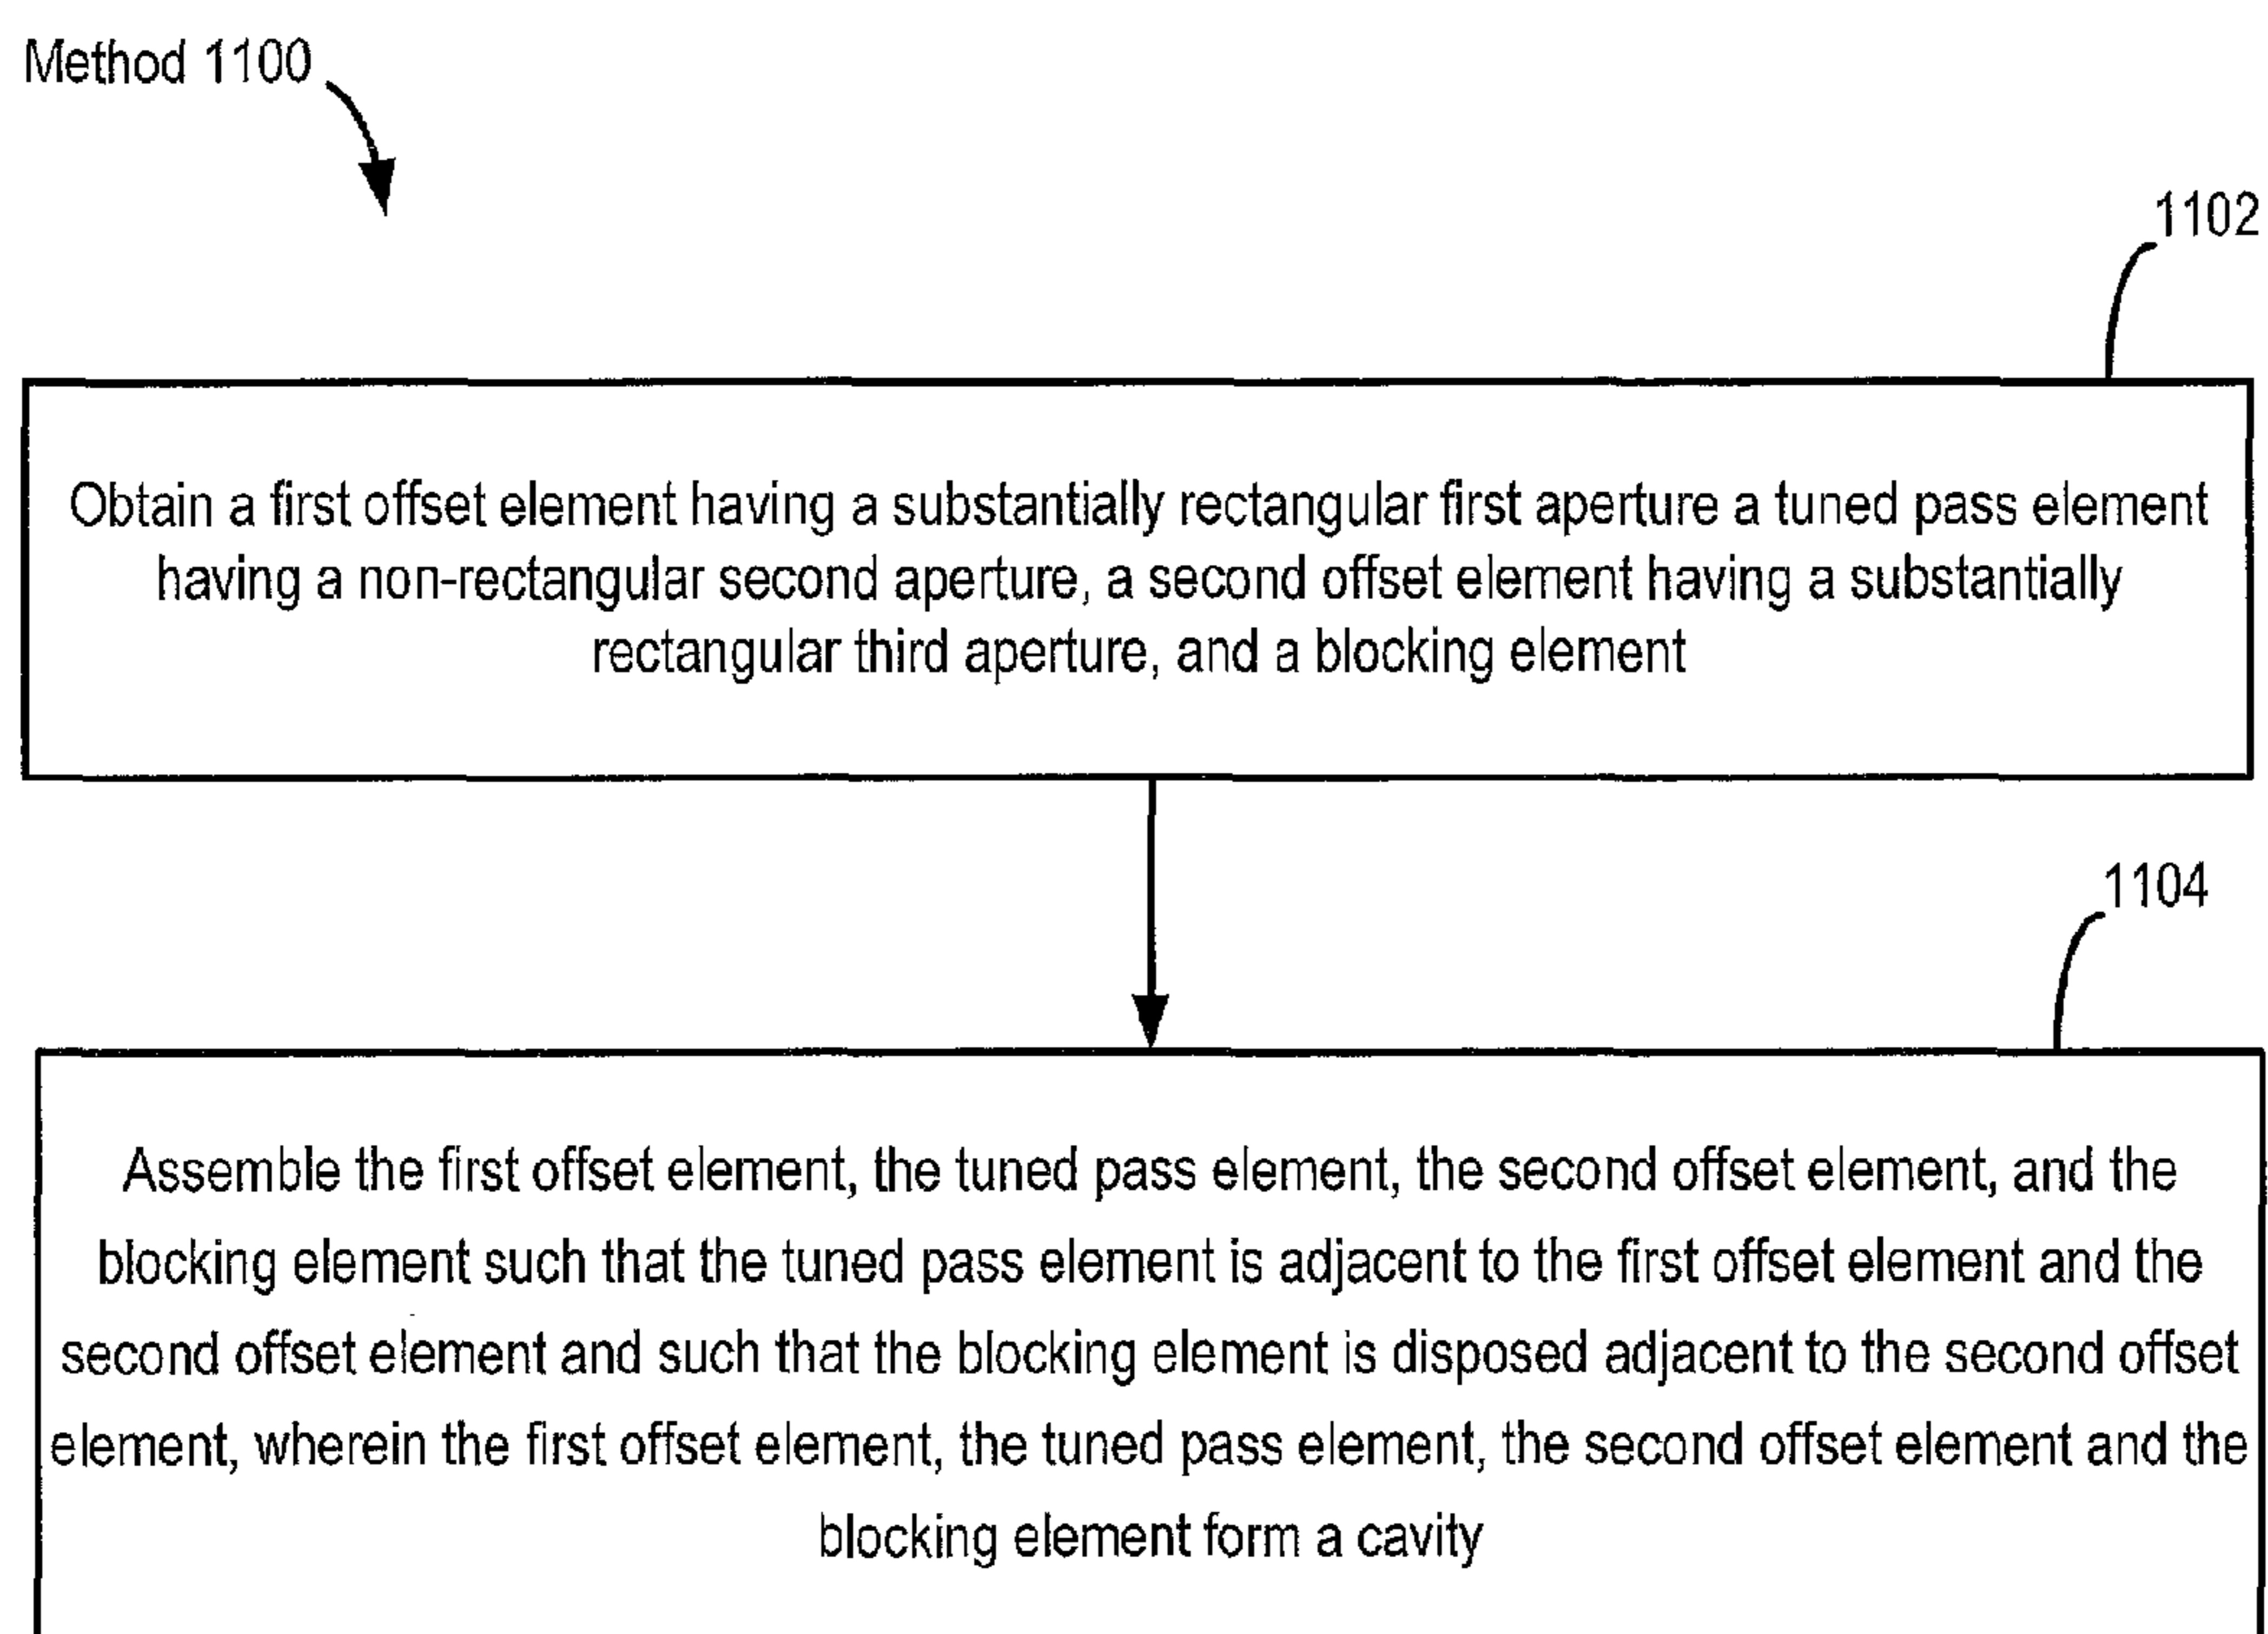 Method 1100
1102
Obtain a first offset element having a substantially rectangular first aperture a tuned pass element
having a non-rectangular second aperture, a second offset element having a substantially
rectangular third aperture, and a blocking element
1104
Assemble the first offset element, the tuned pass element, the second offset element, and the
blocking element such that the tuned pass element is adjacent to the first offset element and the
second offset element and such that the blocking element is disposed adjacent to the second offset
element, wherein the first offset element, the tuned pass element, the second offset element and the
blocking element form a cavity